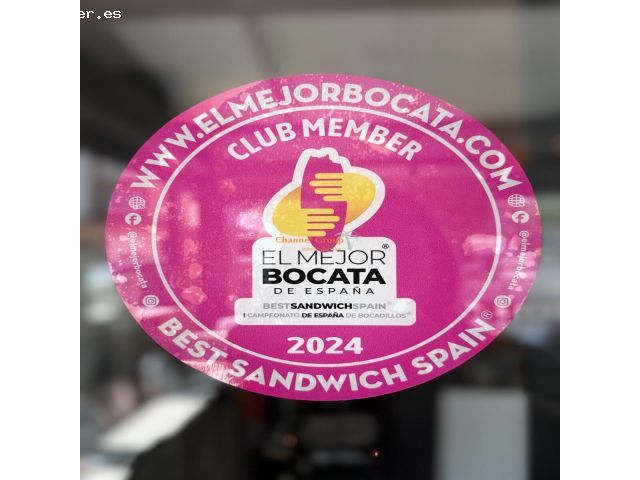 er.es
WWW.ELMEJORBOCATA.COM
CLUB MEMBER
Channel Group
EL MEJOR®
BOCATA
DE ESPAÑA
BESTSANDWICHSPAIN®
I CAMPEONATO DE ESPAÑA DE BOCADILLOS®
2024
BEST SANDWICH SPAIN®
@elmejorbocata
@elmejorbocata